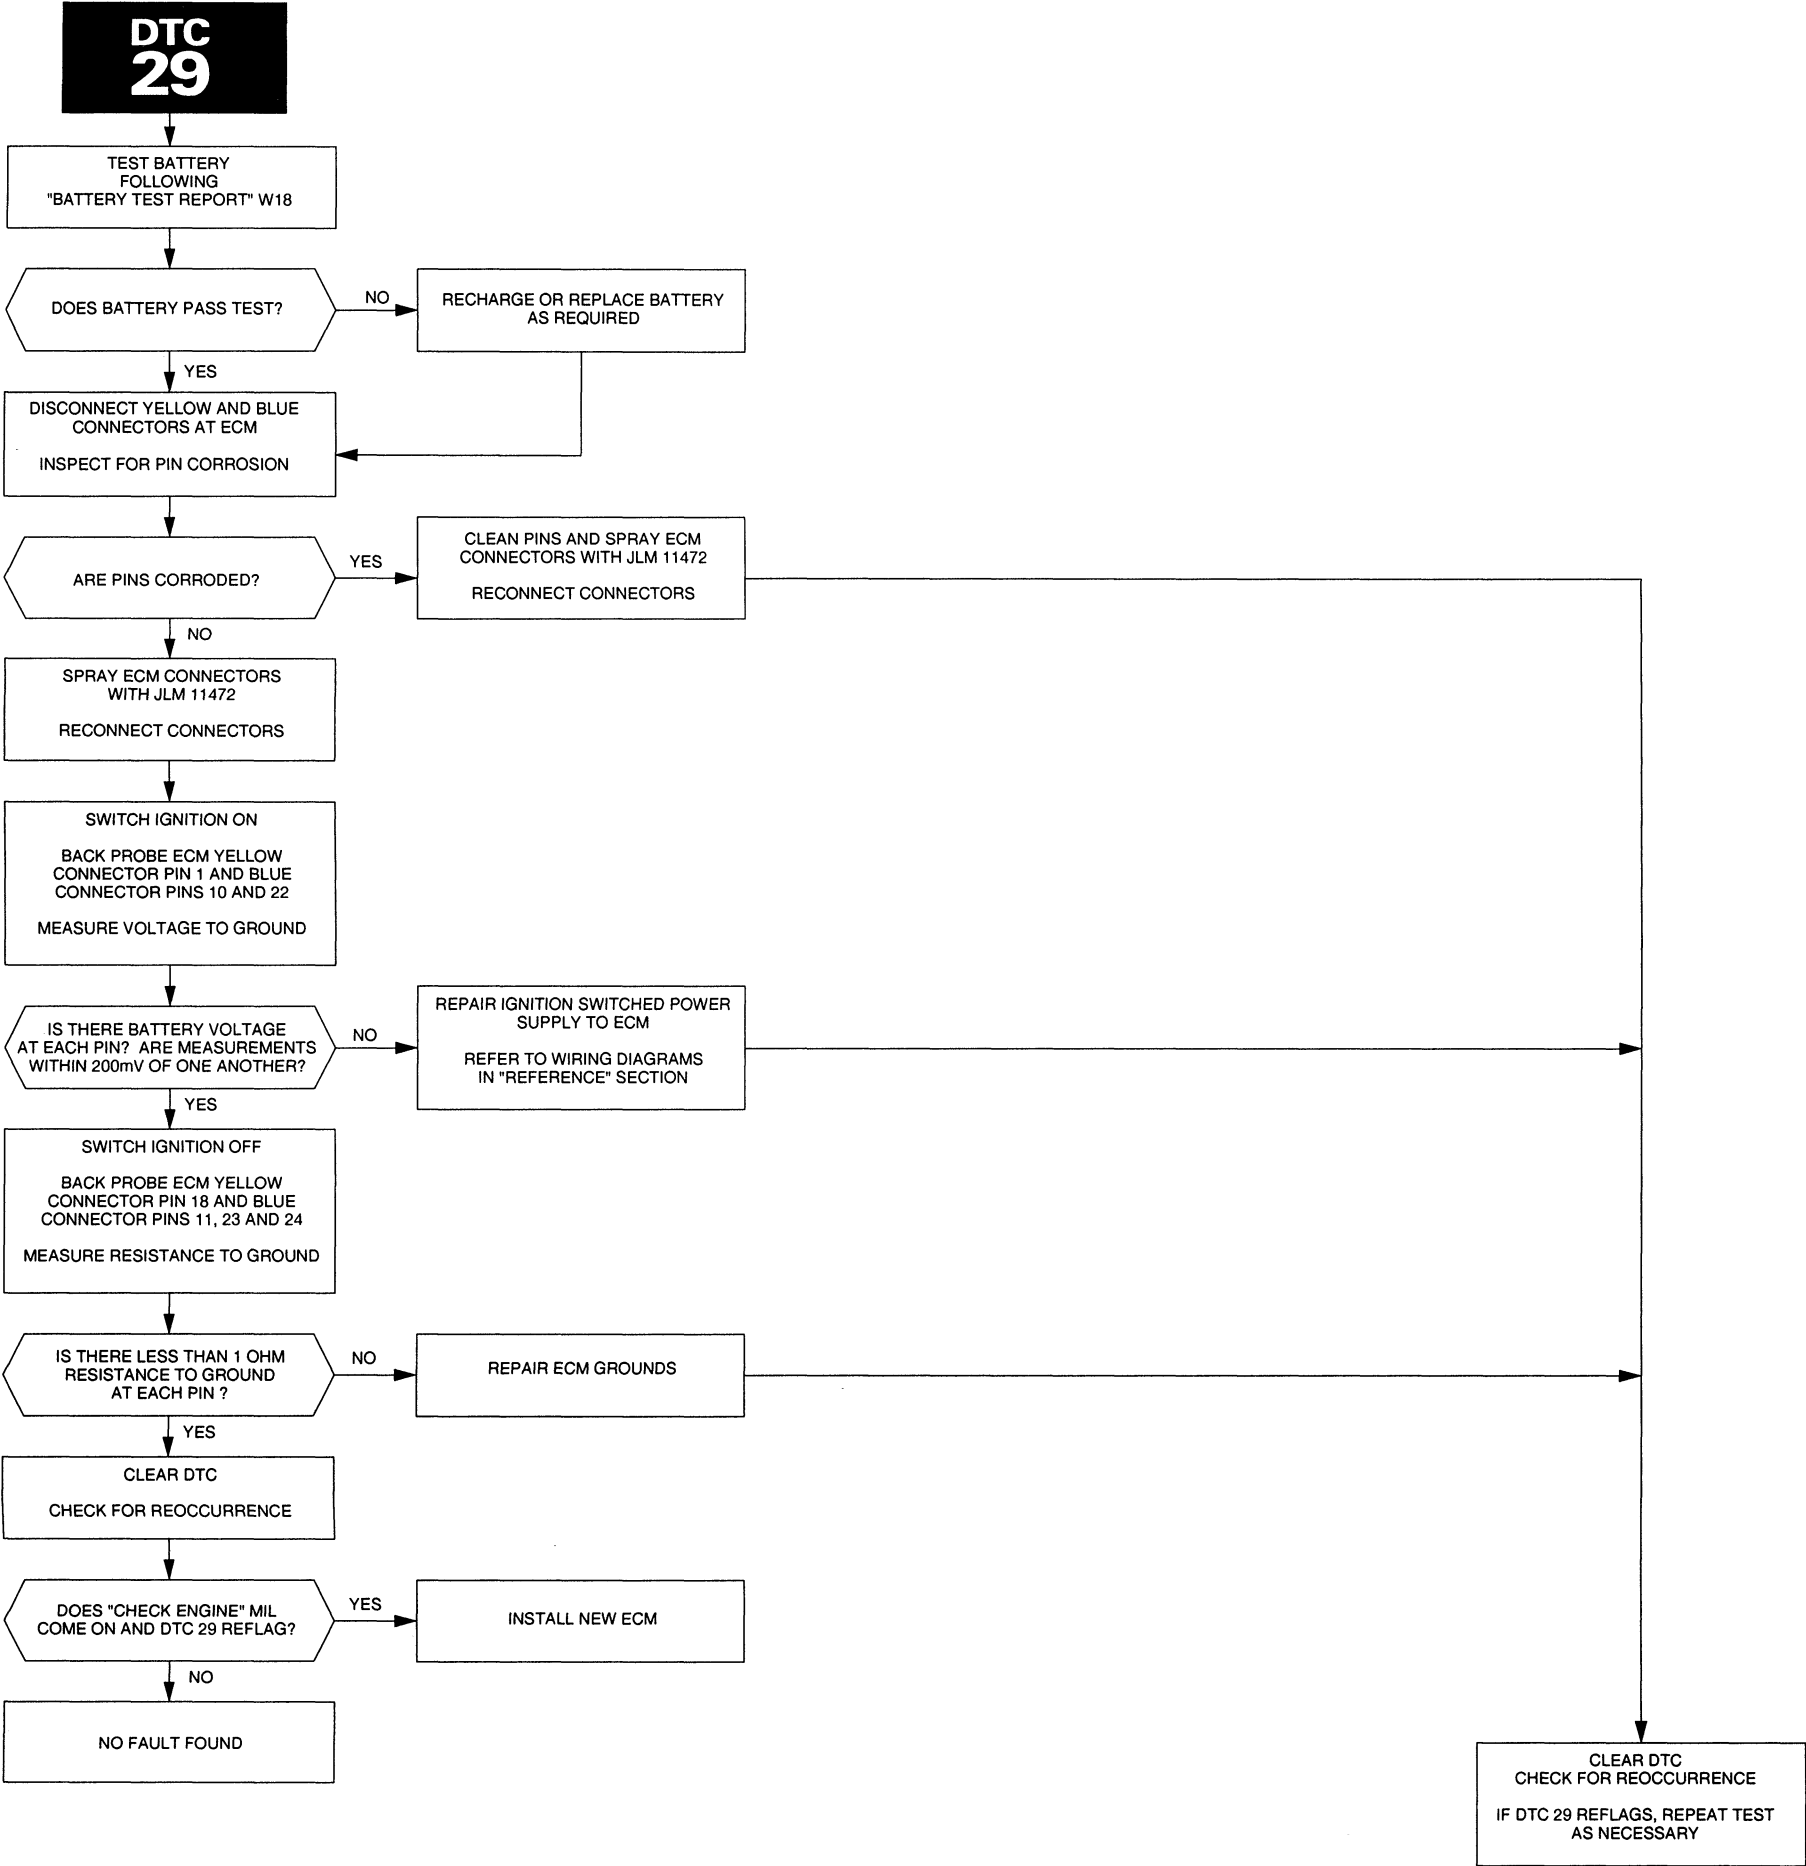 DTC
29
TEST BATTERY
FOLLOWING
"BATTERY TEST REPORT" W18
DOES BATTERY PASS TEST?
NO
RECHARGE OR REPLACE BATTERY
AS REQUIRED
YES
DISCONNECT YELLOW AND BLUE
CONNECTORS AT ECM
INSPECT FOR PIN CORROSION
ARE PINS CORRODED?
YES
CLEAN PINS AND SPRAY ECM
CONNECTORS WITH JLM 11472
RECONNECT CONNECTORS
NO
SPRAY ECM CONNECTORS
WITH JLM 11472
RECONNECT CONNECTORS
SWITCH IGNITION ON
BACK PROBE ECM YELLOW
CONNECTOR PIN 1 AND BLUE
CONNECTOR PINS 10 AND 22
MEASURE VOLTAGE TO GROUND
IS THERE BATTERY VOLTAGE
AT EACH PIN? ARE MEASUREMENTS
WITHIN 200mV OF ONE ANOTHER?
NO
REPAIR IGNITION SWITCHED POWER
SUPPLY TO ECM
REFER TO WIRING DIAGRAMS
IN "REFERENCE" SECTION
YES
SWITCH IGNITION OFF
BACK PROBE ECM YELLOW
CONNECTOR PIN 18 AND BLUE
CONNECTOR PINS 11, 23 AND 24
MEASURE RESISTANCE TO GROUND
IS THERE LESS THAN 1 OHM
RESISTANCE TO GROUND
AT EACH PIN ?
NO
REPAIR ECM GROUNDS
YES
CLEAR DTC
CHECK FOR REOCCURRENCE
DOES "CHECK ENGINE" MIL
COME ON AND DTC 29 REFLAG?
YES
INSTALL NEW ECM
NO
NO FAULT FOUND
CLEAR DTC
CHECK FOR REOCCURRENCE
IF DTC 29 REFLAGS, REPEAT TEST
AS NECESSARY